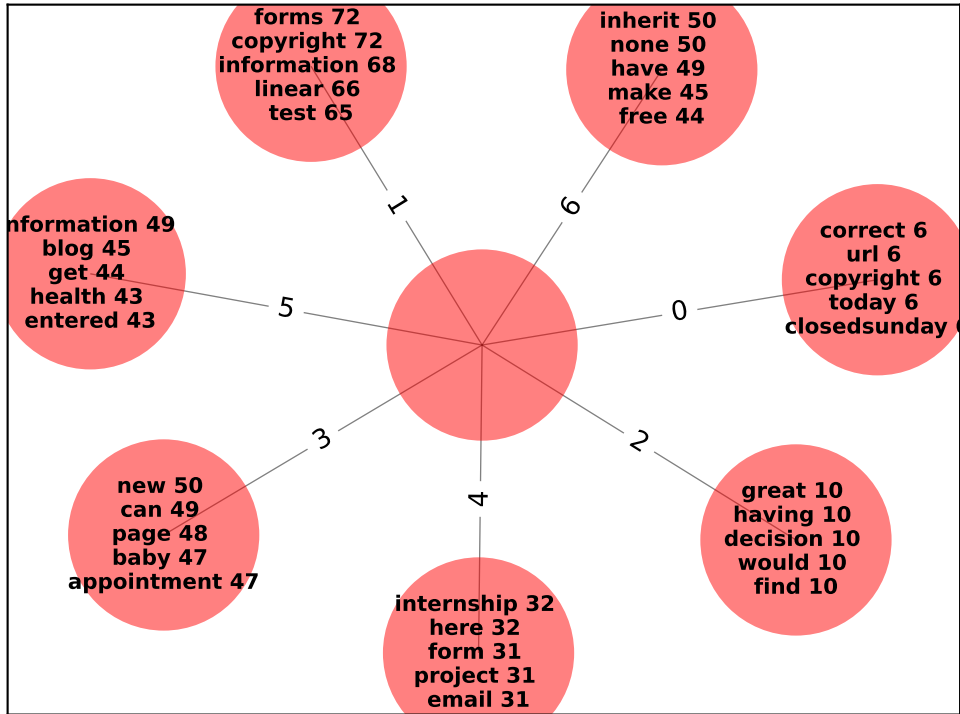 forms 72
copyright 72
information 68
linear 66
test 65
inherit 50
none 50
have 49
make 45
free 44
1
6
nformation 49
blog 45
get 44
health 43
entered 43
5
0
correct 6
url 6
copyright 6
today 6
closedsunday
3
2
4
new 50
can 49
page 48
baby 47
appointment 47
great 10
having 10
decision 10
would 10
find 10
internship 32
here 32
form 31
project 31
email 31